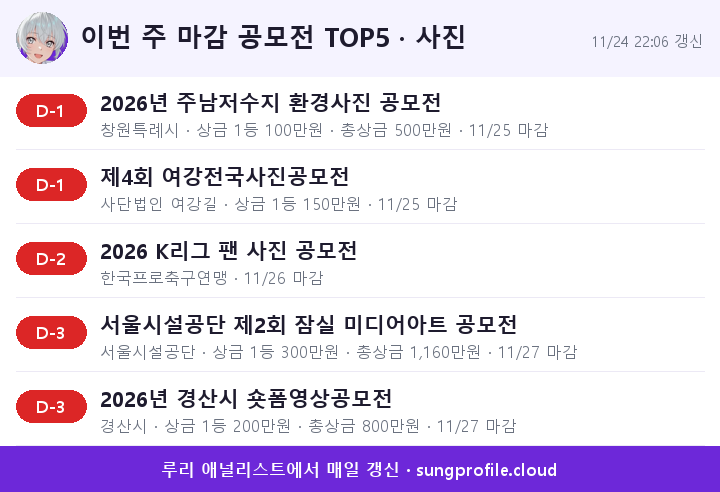 이번 주 마감 공모전 TOP5 · 사진
11/24 22:06 갱신
D-1
2026년 주남저수지 환경사진 공모전
창원특례시 · 상금 1등 100만원 · 총상금 500만원 · 11/25 마감
D-1
제4회 여강전국사진공모전
사단법인 여강길 · 상금 1등 150만원 · 11/25 마감
D-2
2026 K리그 팬 사진 공모전
한국프로축구연맹 · 11/26 마감
D-3
서울시설공단 제2회 잠실 미디어아트 공모전
서울시설공단 · 상금 1등 300만원 · 총상금 1,160만원 · 11/27 마감
D-3
2026년 경산시 숏폼영상공모전
경산시 · 상금 1등 200만원 · 총상금 800만원 · 11/27 마감
루리 애널리스트에서 매일 갱신 · sungprofile.cloud